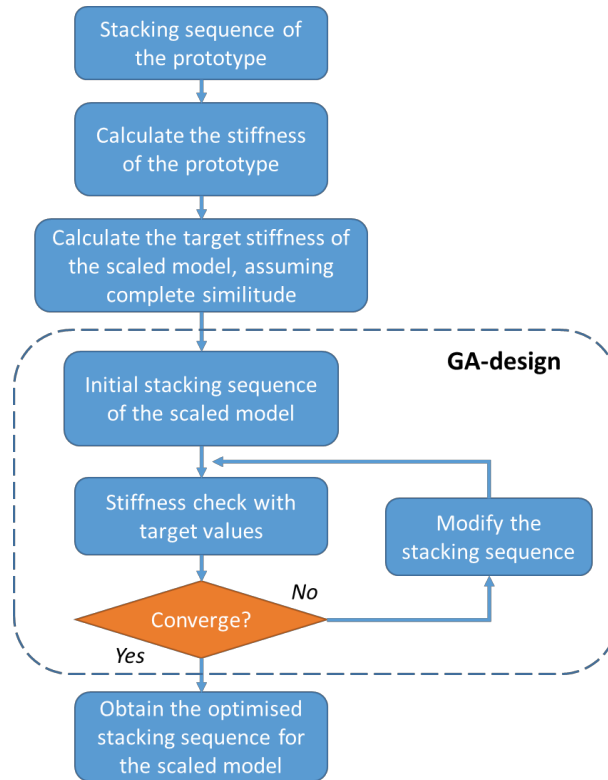 Stacking sequence of
the prototype
Calculate the stiffness
of the prototype
Calculate the target stiffness of
the scaled model, assuming
complete similitude
GA-design
Initial stacking sequence
of the scaled model
Stiffness check with
target values
Modify the
stacking sequence
No
Converge?
Yes
Obtain the optimised
stacking sequence for
the scaled model